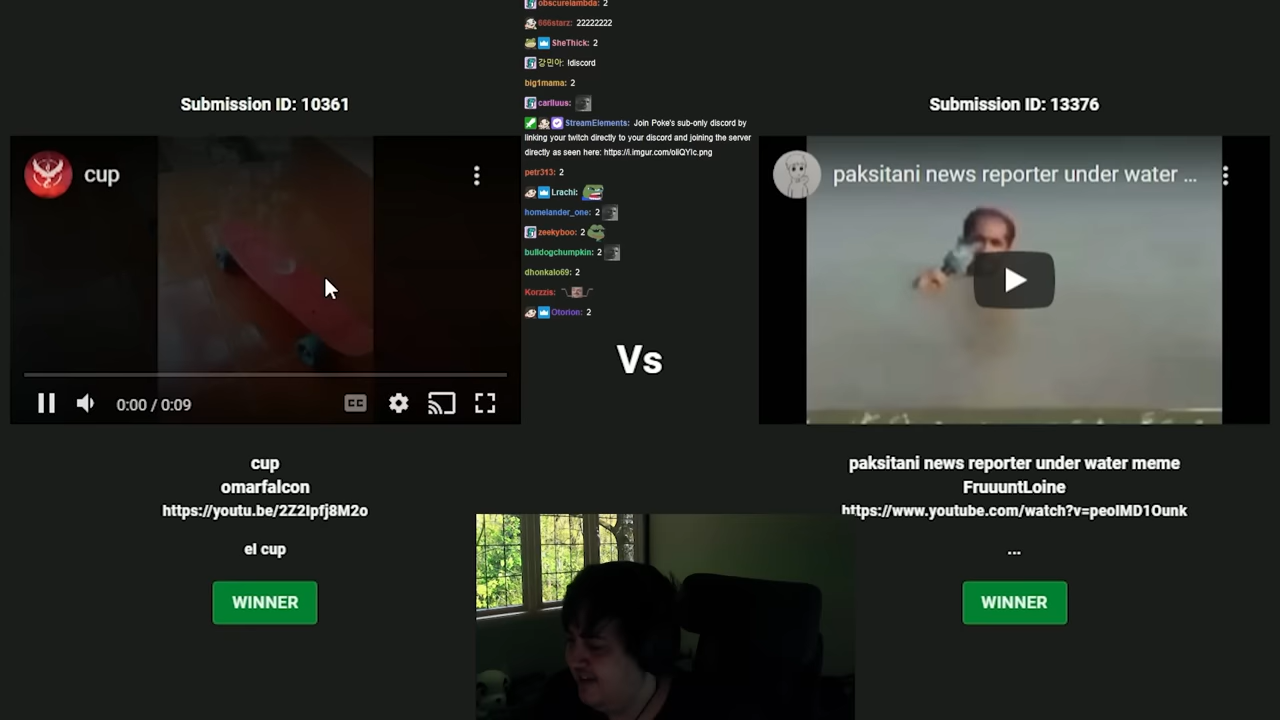 obscurelambda: 2
666starz: 22222222
SheThick: 2
강민아: !discord
big1mama: 2
carliuus:
StreamElements: Join Poke's sub-only discord by
linking your twitch directly to your discord and joining the server
directly as seen here: https://i.imgur.com/oliQYlc.png
petr313: 2
Lrachi:
homelander_one: 2
zeekyboo: 2
bulldogchumpkin: 2
dhonkalo69: 2
Korzzis:
Otorion: 2
Submission ID: 10361
cup
0:00 / 0:09
CC
cup
omarfalcon
https://youtu.be/2Z2Ipfj8M2o
el cup
WINNER
Vs
Submission ID: 13376
paksitani news reporter under water ...
paksitani news reporter under water meme
FruuuntLoine
https://www.youtube.com/watch?v=peoIMD1Ounk
...
WINNER